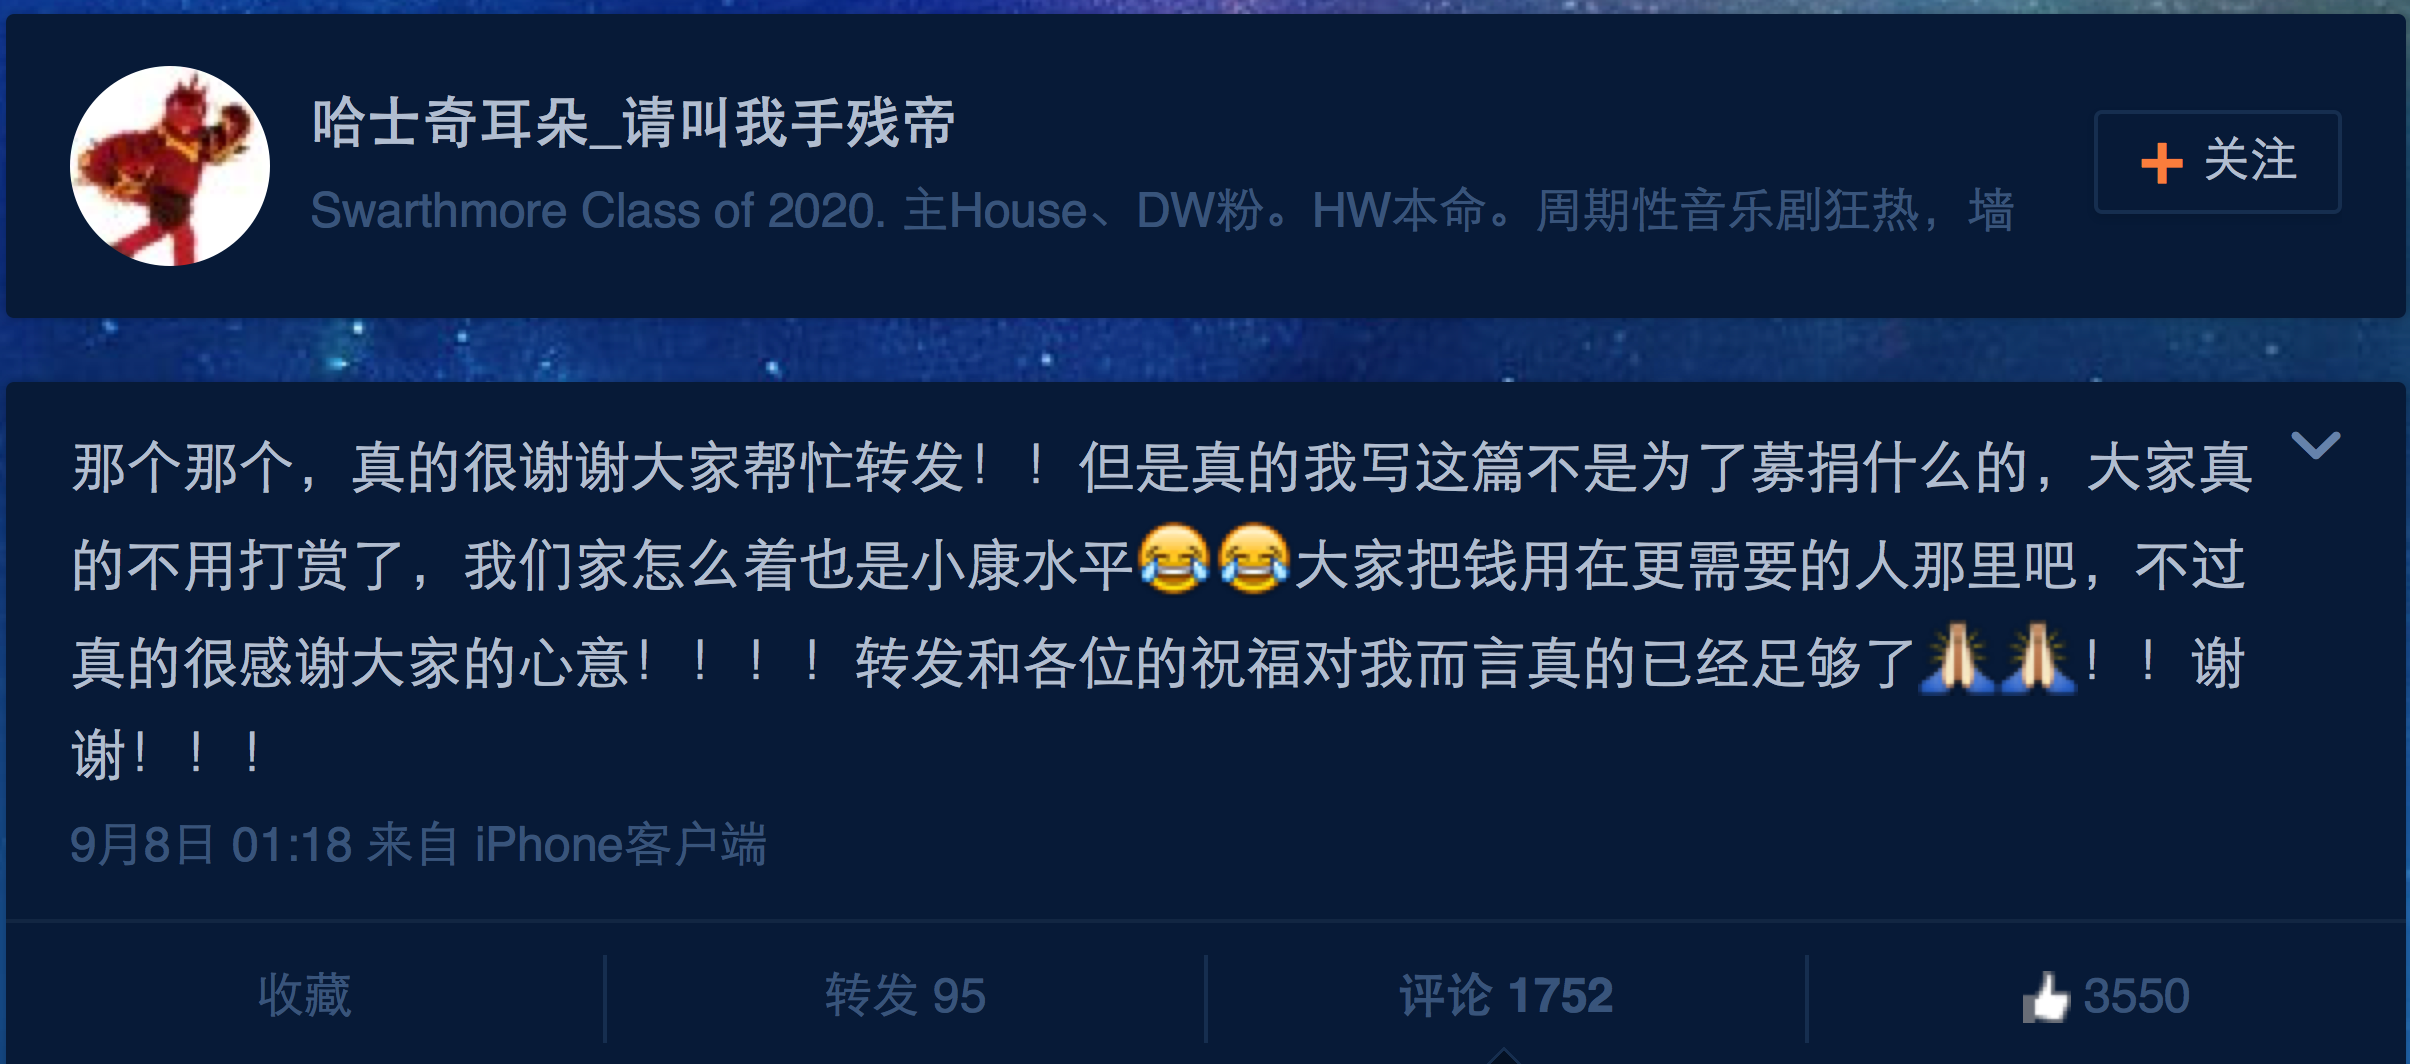 哈士奇耳朵_请叫我手残帝
Swarthmore Class of 2020. 主House、DW粉。HW本命。周期性音乐剧狂热，墙
+ 关注
那个那个，真的很谢谢大家帮忙转发！！但是真的我写这篇不是为了募捐什么的，大家真
的不用打赏了，我们家怎么着也是小康水平😂😂大家把钱用在更需要的人那里吧，不过
真的很感谢大家的心意！！！！转发和各位的祝福对我而言真的已经足够了🙏🙏！！谢
谢！！！
9月8日 01:18 来自 iPhone客户端
收藏
转发 95
评论 1752
3550